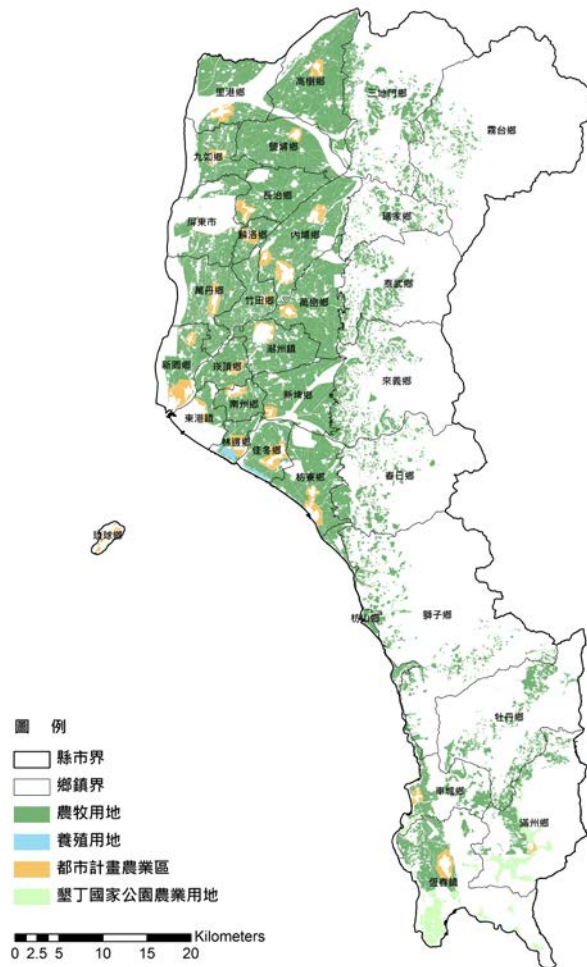 高樹鄉
里港鄉
三地門鄉
霧台鄉
鹽埔鄉
九如鄉
長治鄉
瑪家鄉
屏東市
麟洛鄉
內埔鄉
泰武鄉
萬丹鄉
竹田鄉
萬巒鄉
潮州鎮
新園鄉
崁頂鄉
來義鄉
南州鄉
新埤鄉
東港鎮
林邊鄉
佳冬鄉
枋寮鄉
春日鄉
琉球鄉
枋山鄉
獅子鄉
牡丹鄉
車城鄉
滿州鄉
恆春鎮
圖 例
縣市界
鄉鎮界
農牧用地
養殖用地
都市計畫農業區
墾丁國家公園農業用地
Kilometers
0 2.5 5 10 15 20